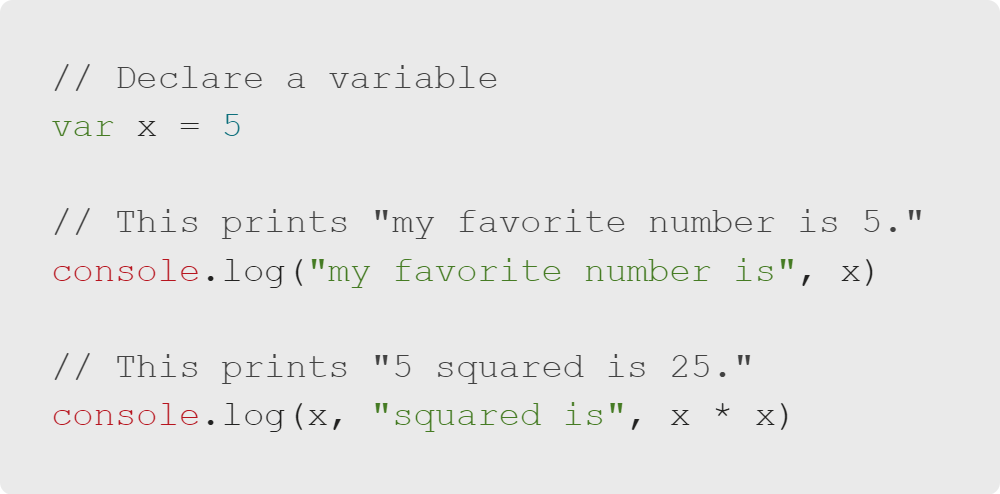 // Declare a variable
var x = 5
// This prints "my favorite number is 5."
console.log("my favorite number is", x)
// This prints "5 squared is 25."
console.log(x, "squared is", x * x)